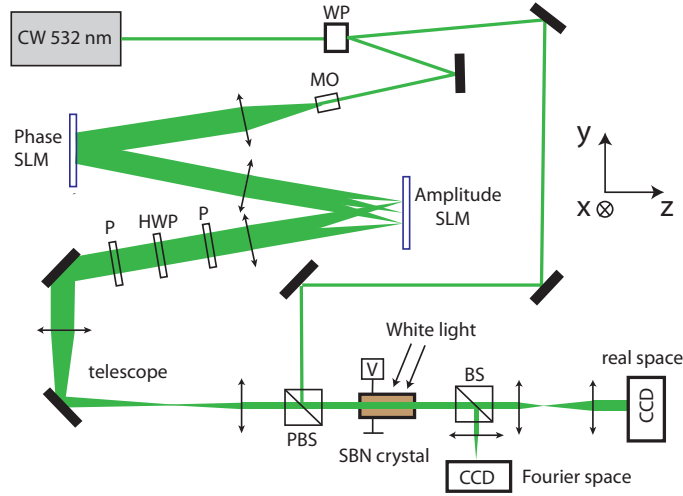 WP
CW 532 nm
MO
Phase
SLM
y
x ⊗ z
Amplitude
SLM
P
HWP
P
White light
real space
telescope
V
BS
CCD
PBS
SBN crystal
CCD
Fourier space